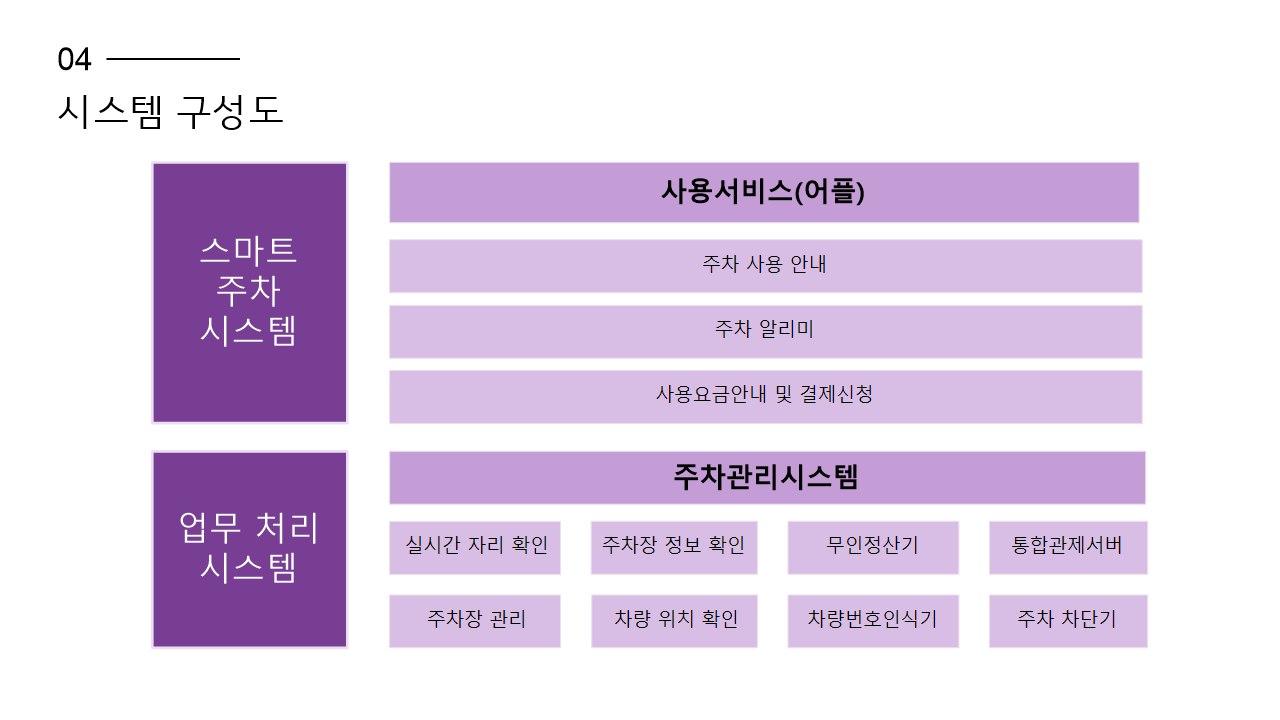 04
시스템 구성도
스마트
주차
시스템
사용서비스(어플)
주차 사용 안내
주차 알리미
사용요금안내 및 결제신청
업무 처리
시스템
주차관리시스템
실시간 자리 확인
주차장 정보 확인
무인정산기
통합관제서버
주차장 관리
차량 위치 확인
차량번호인식기
주차 차단기